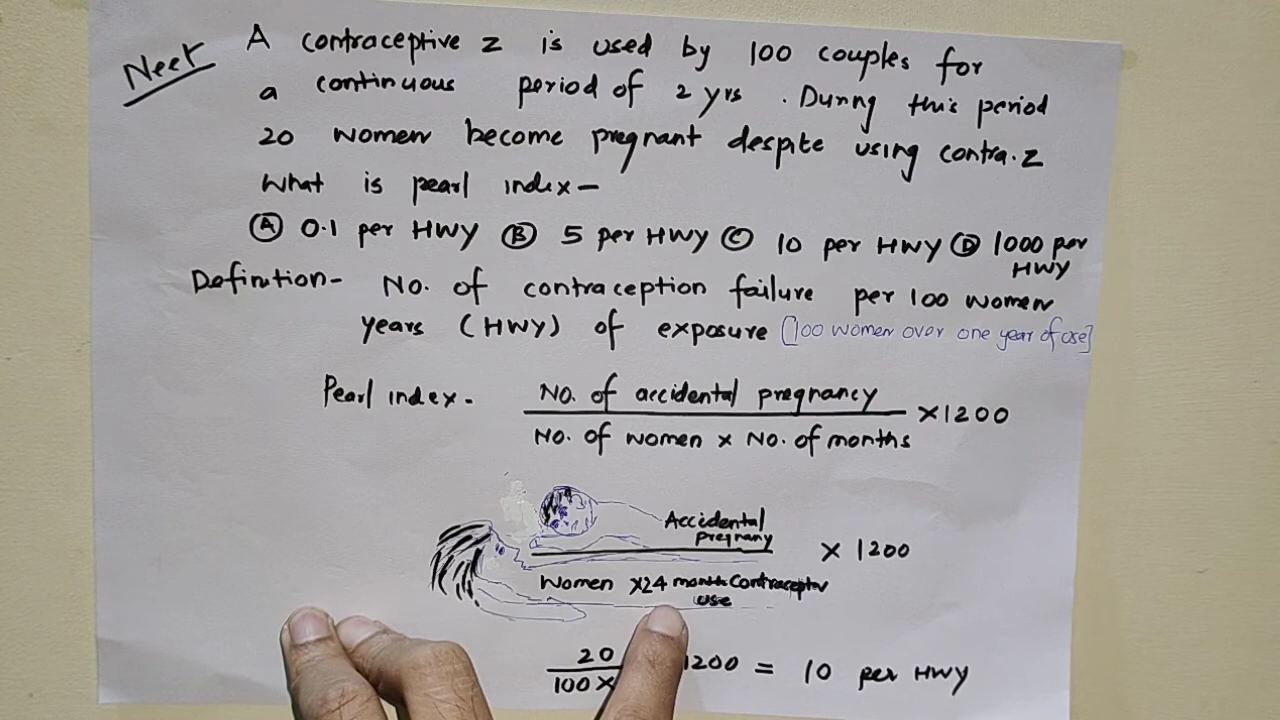 Neet
A contraceptive z is used by 100 couples for
a continuous period of 2 yrs. During this period
20 women become pregnant despite using contra. z
What is pearl index –
Ⓐ 0.1 per HWY Ⓑ 5 per HWY Ⓒ 10 per HWY Ⓓ 1000 per
HWY
Definition- No. of contraception failure per 100 women
years (HWY) of exposure [100 women over one year of use]
Pearl index - No. of accidental pregnancy
No. of women x No. of months
x1200
Accidental
pregnany
x 1200
Women x24 month Contraceptiv
use
20
100 x
1200 = 10 per HWY